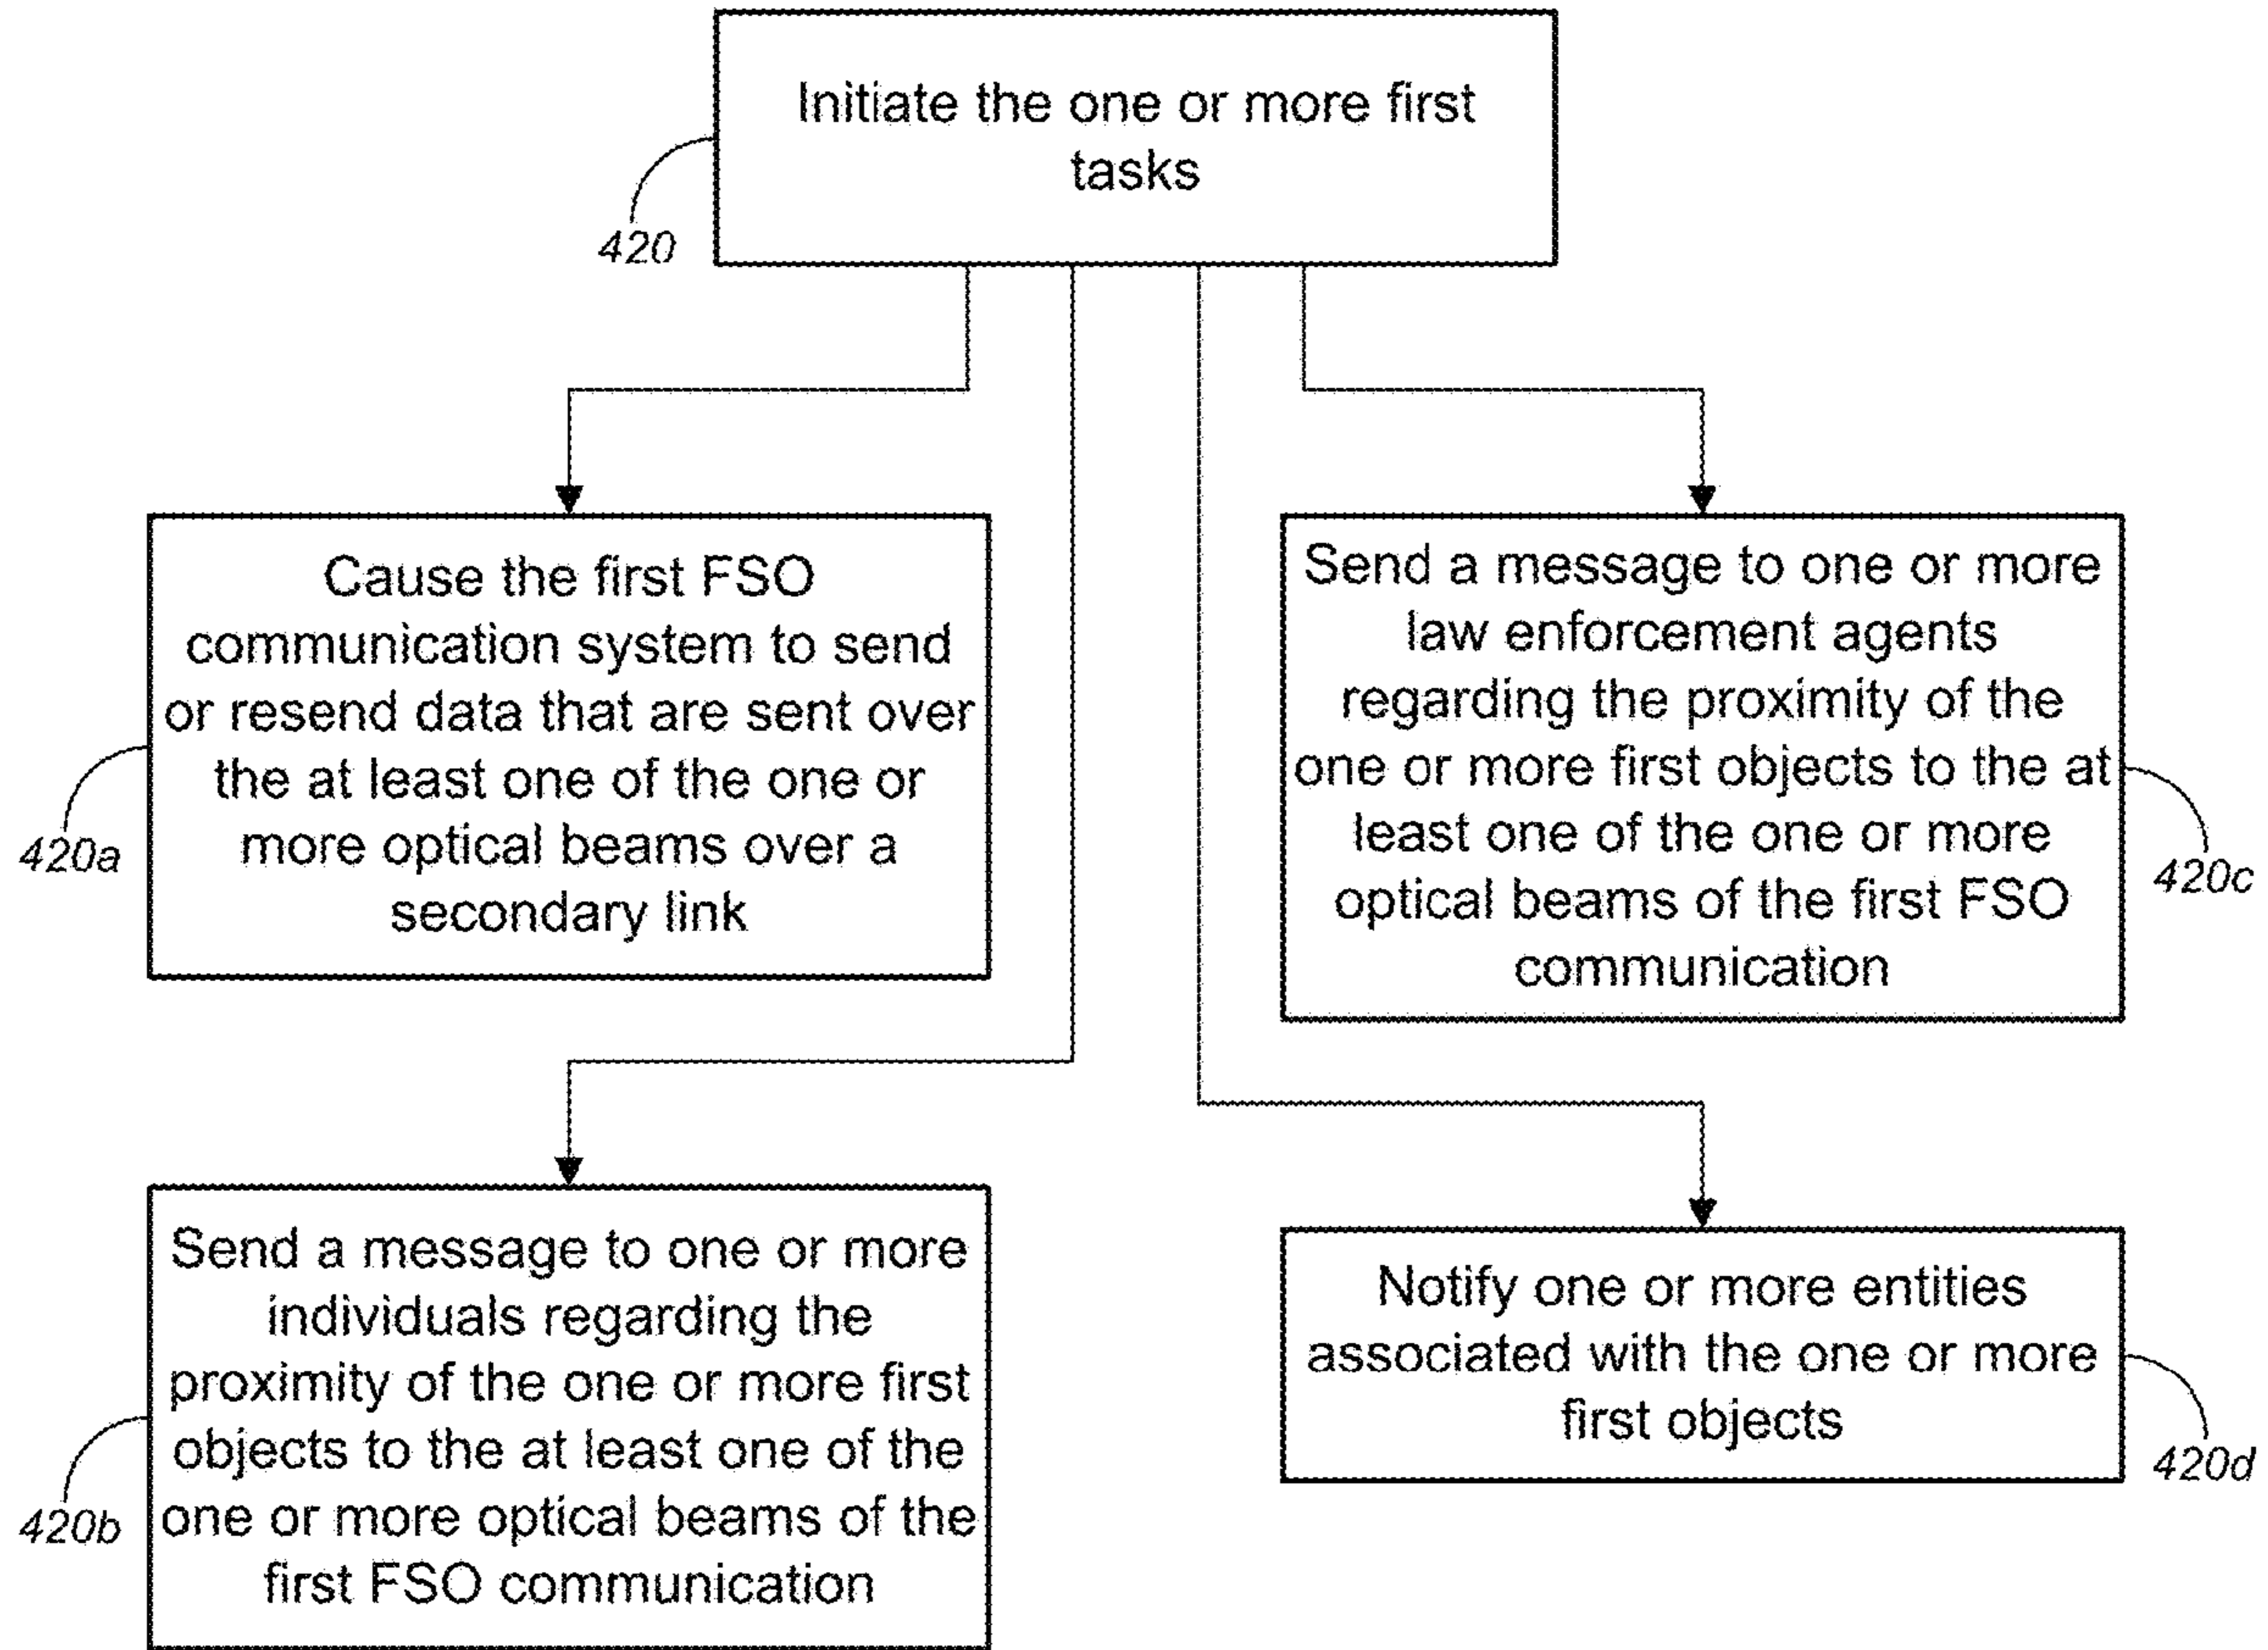 Initiate the one or more first
tasks
420
Cause the first FSO
communication system to send
or resend data that are sent over
the at least one of the one or
more optical beams over a
secondary link
420a
Send a message to one or more
law enforcement agents
regarding the proximity of the
one or more first objects to the at
least one of the one or more
optical beams of the first FSO
communication
420c
Send a message to one or more
individuals regarding the
proximity of the one or more first
objects to the at least one of the
one or more optical beams of the
first FSO communication
420b
Notify one or more entities
associated with the one or more
first objects
420d